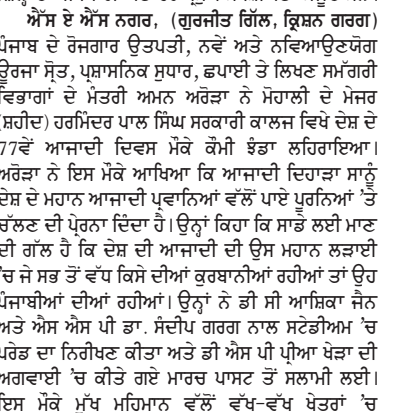 ਐੱਸ ਏ ਐੱਸ ਨਗਰ, (ਗੁਰਜੀਤ ਗਿੱਲ, ਕ੍ਰਿਸ਼ਨ ਗਰਗ)
ਪੰਜਾਬ ਦੇ ਰੋਜਗਾਰ ਉਤਪਤੀ, ਨਵੇਂ ਅਤੇ ਨਵਿਆਉਣਯੋਗ
ਊਰਜਾ ਸ੍ਰੋਤ, ਪ੍ਰਸ਼ਾਸਨਿਕ ਸੁਧਾਰ, ਛਪਾਈ ਤੇ ਲਿਖਣ ਸਮੱਗਰੀ
ਵਿਭਾਗਾਂ ਦੇ ਮੰਤਰੀ ਅਮਨ ਅਰੋੜਾ ਨੇ ਮੋਹਾਲੀ ਦੇ ਮੇਜਰ
(ਸ਼ਹੀਦ) ਹਰਮਿੰਦਰ ਪਾਲ ਸਿੰਘ ਸਰਕਾਰੀ ਕਾਲਜ ਵਿਖੇ ਦੇਸ਼ ਦੇ
77ਵੇਂ ਆਜਾਦੀ ਦਿਵਸ ਮੌਕੇ ਕੌਮੀ ਝੰਡਾ ਲਹਿਰਾਇਆ।
ਅਰੋੜਾ ਨੇ ਇਸ ਮੌਕੇ ਆਖਿਆ ਕਿ ਆਜਾਦੀ ਦਿਹਾੜਾ ਸਾਨੂੰ
ਦੇਸ਼ ਦੇ ਮਹਾਨ ਆਜਾਦੀ ਪ੍ਰਵਾਨਿਆਂ ਵੱਲੋਂ ਪਾਏ ਪੂਰਨਿਆਂ 'ਤੇ
ਚੱਲਣ ਦੀ ਪ੍ਰੇਰਨਾ ਦਿੰਦਾ ਹੈ। ਉਨ੍ਹਾਂ ਕਿਹਾ ਕਿ ਸਾਡੇ ਲਈ ਮਾਣ
ਦੀ ਗੱਲ ਹੈ ਕਿ ਦੇਸ਼ ਦੀ ਆਜਾਦੀ ਦੀ ਉਸ ਮਹਾਨ ਲੜਾਈ
'ਚ ਜੇ ਸਭ ਤੋਂ ਵੱਧ ਕਿਸੇ ਦੀਆਂ ਕੁਰਬਾਨੀਆਂ ਰਹੀਆਂ ਤਾਂ ਉਹ
ਪੰਜਾਬੀਆਂ ਦੀਆਂ ਰਹੀਆਂ। ਉਨ੍ਹਾਂ ਨੇ ਡੀ ਸੀ ਆਸ਼ਿਕਾ ਜੈਨ
ਅਤੇ ਐਸ ਐਸ ਪੀ ਡਾ. ਸੰਦੀਪ ਗਰਗ ਨਾਲ ਸਟੇਡੀਅਮ 'ਚ
ਪਰੇਡ ਦਾ ਨਿਰੀਖਣ ਕੀਤਾ ਅਤੇ ਡੀ ਐਸ ਪੀ ਪ੍ਰੀਆ ਖੇੜਾ ਦੀ
ਅਗਵਾਈ 'ਚ ਕੀਤੇ ਗਏ ਮਾਰਚ ਪਾਸਟ ਤੋਂ ਸਲਾਮੀ ਲਈ।
ਇਸ ਮੌਕੇ ਮੁੱਖ ਮਹਿਮਾਨ ਵੱਲੋਂ ਵੱਖ-ਵੱਖ ਖੇਤਰਾਂ 'ਚ